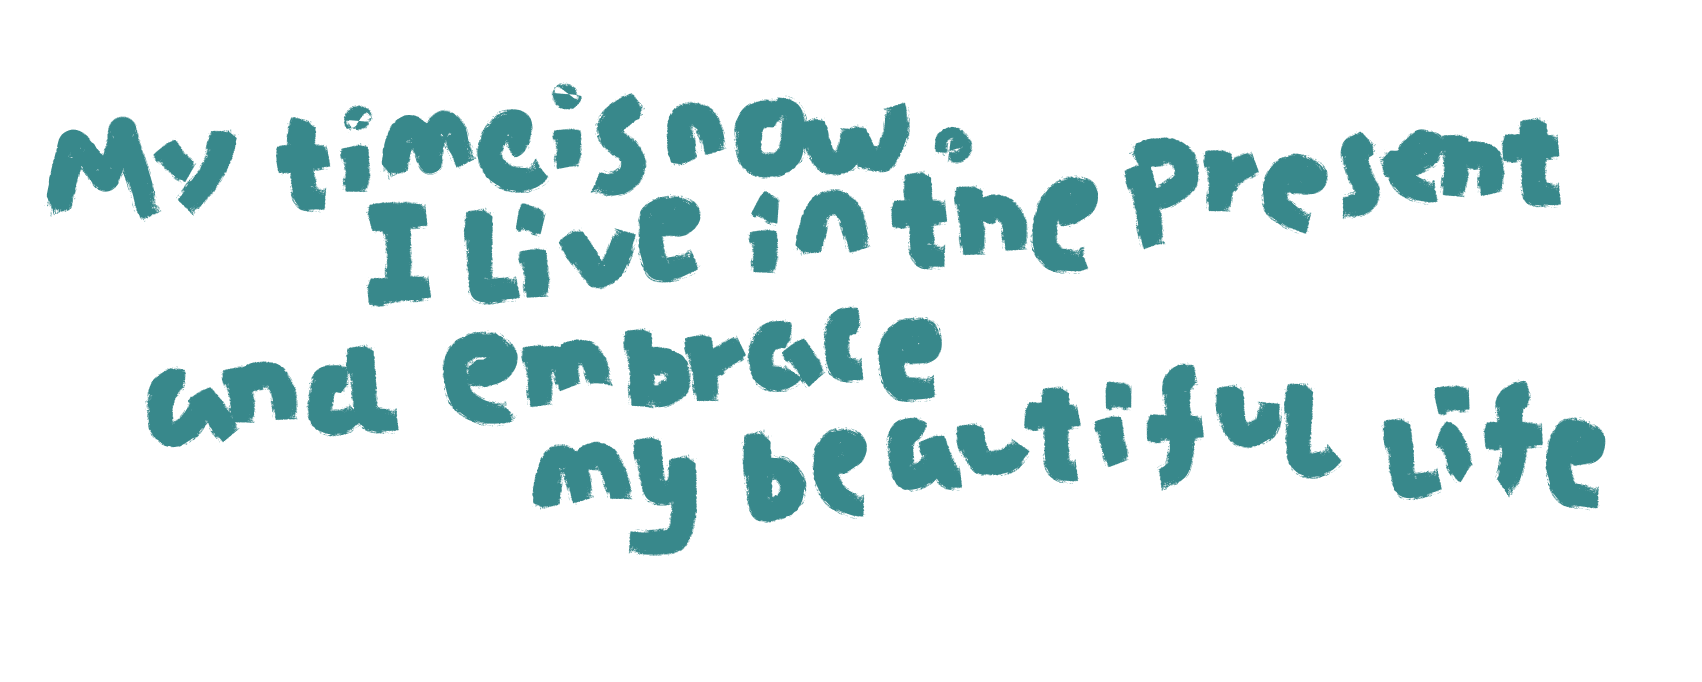 My time is now.
I Live in the present
and embrace
my beautiful Life